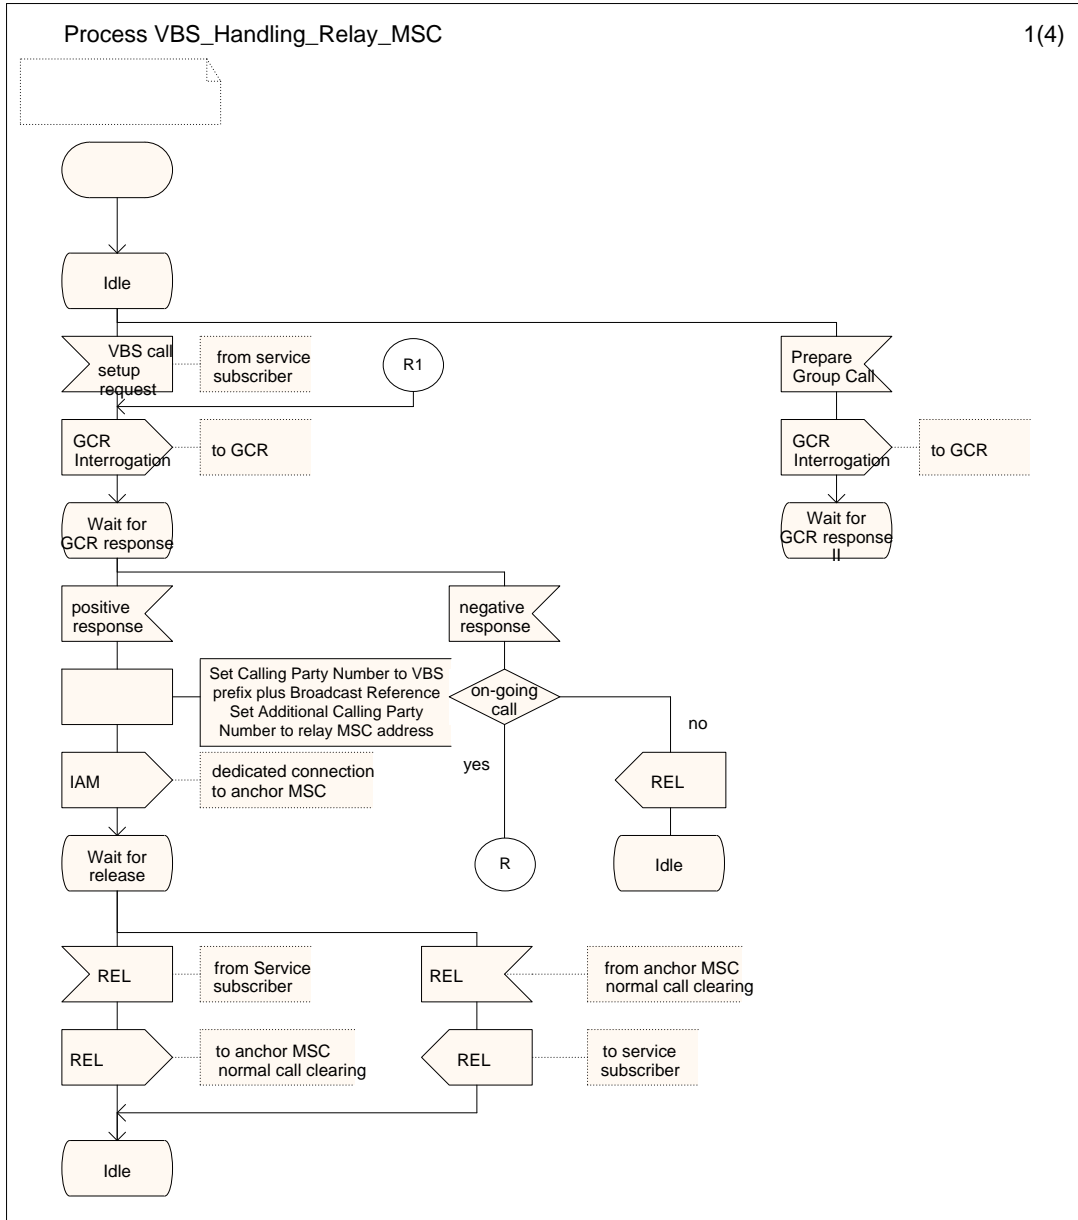 Process VBS_Handling_Relay_MSC
1(4)
Idle
VBS call
setup
request
from service
subscriber
R1
Prepare
Group Call
GCR
Interrogation
to GCR
GCR
Interrogation
to GCR
Wait for
GCR response
Wait for
GCR response
II
positive
response
negative
response
Set Calling Party Number to VBS
prefix plus Broadcast Reference
Set Additional Calling Party
Number to relay MSC address
on-going
call
no
yes
IAM
dedicated connection
to anchor MSC
REL
Wait for
release
R
Idle
REL
from Service
subscriber
REL
from anchor MSC
normal call clearing
REL
to anchor MSC
normal call clearing
REL
to service
subscriber
Idle